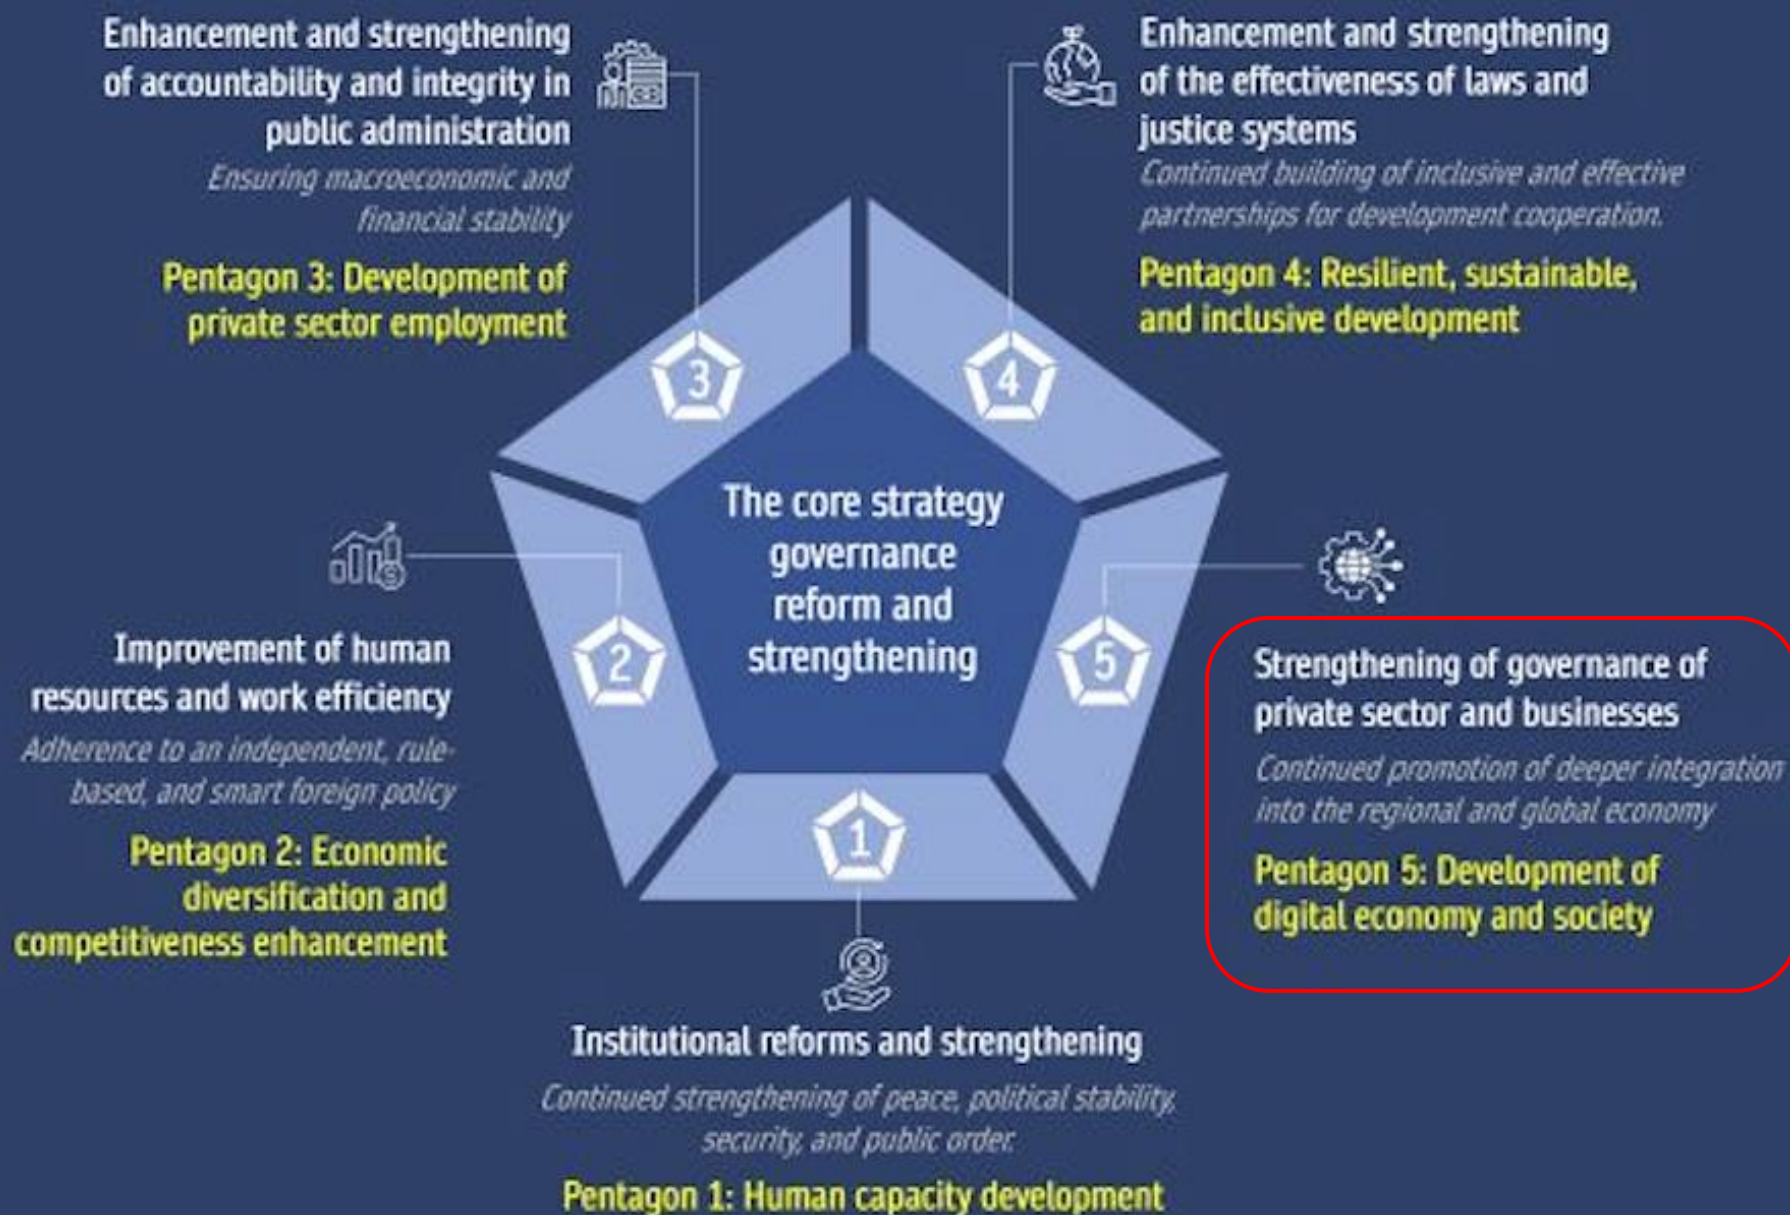 Enhancement and strengthening
of accountability and integrity in
public administration
Ensuring macroeconomic and
financial stability
Pentagon 3: Development of
private sector employment
3
Enhancement and strengthening
of the effectiveness of laws and
justice systems
Continued building of inclusive and effective
partnerships for development cooperation.
Pentagon 4: Resilient, sustainable,
and inclusive development
4
The core strategy
governance
reform and
strengthening
Improvement of human
resources and work efficiency
Adherence to an independent, rule-
based, and smart foreign policy
Pentagon 2: Economic
diversification and
competitiveness enhancement
2
5
Strengthening of governance of
private sector and businesses
Continued promotion of deeper integration
into the regional and global economy
Pentagon 5: Development of
digital economy and society
1
Institutional reforms and strengthening
Continued strengthening of peace, political stability,
security, and public order.
Pentagon 1: Human capacity development